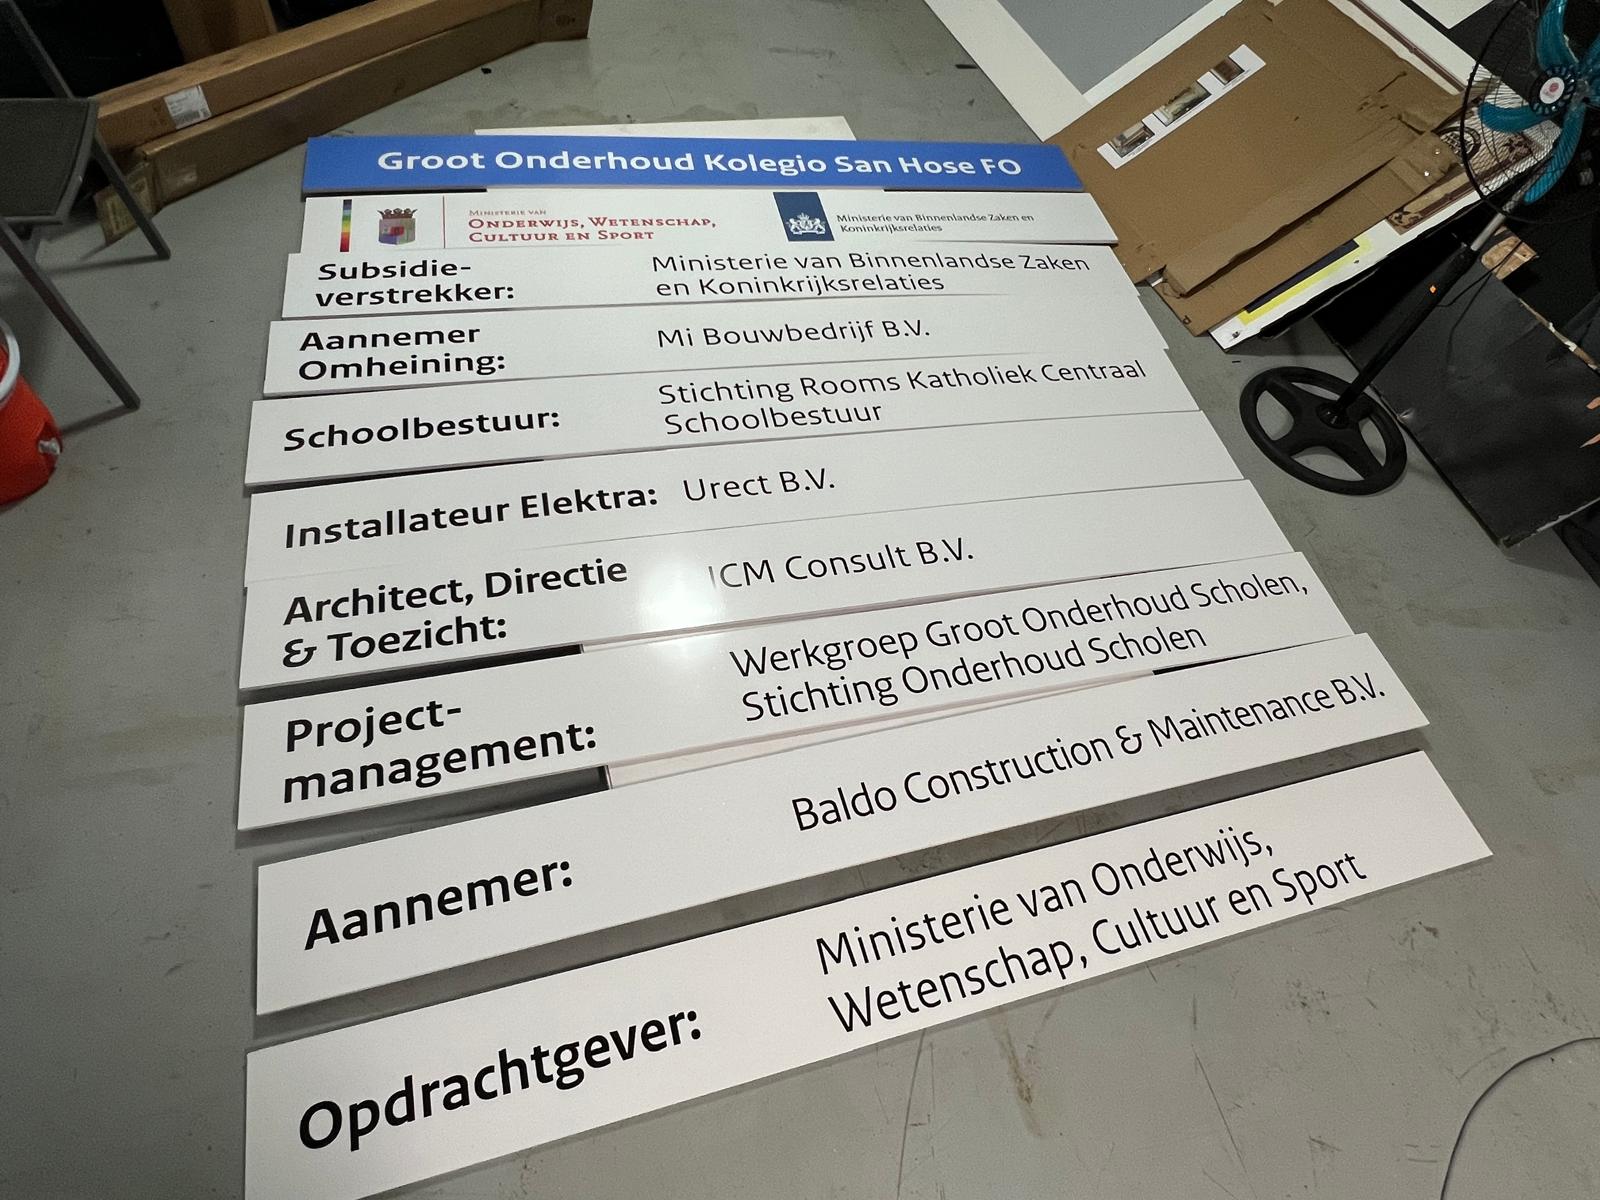 Groot Onderhoud Kolegio San Hose FO
MINISTERIE VAN
ONDERWIJS, WETENSCHAP,
CULTUUR EN SPORT
Ministerie van Binnenlandse Zaken en
Koninkrijksrelaties
Subsidie-
verstrekker:
Ministerie van Binnenlandse Zaken
en Koninkrijksrelaties
Aannemer
Omheining:
Mi Bouwbedrijf B.V.
Schoolbestuur:
Stichting Rooms Katholiek Centraal
Schoolbestuur
Installateur Elektra:
Urect B.V.
Architect, Directie
& Toezicht:
ICM Consult B.V.
Project-
management:
Werkgroep Groot Onderhoud Scholen,
Stichting Onderhoud Scholen
Aannemer:
Baldo Construction & Maintenance B.V.
Opdrachtgever:
Ministerie van Onderwijs,
Wetenschap, Cultuur en Sport